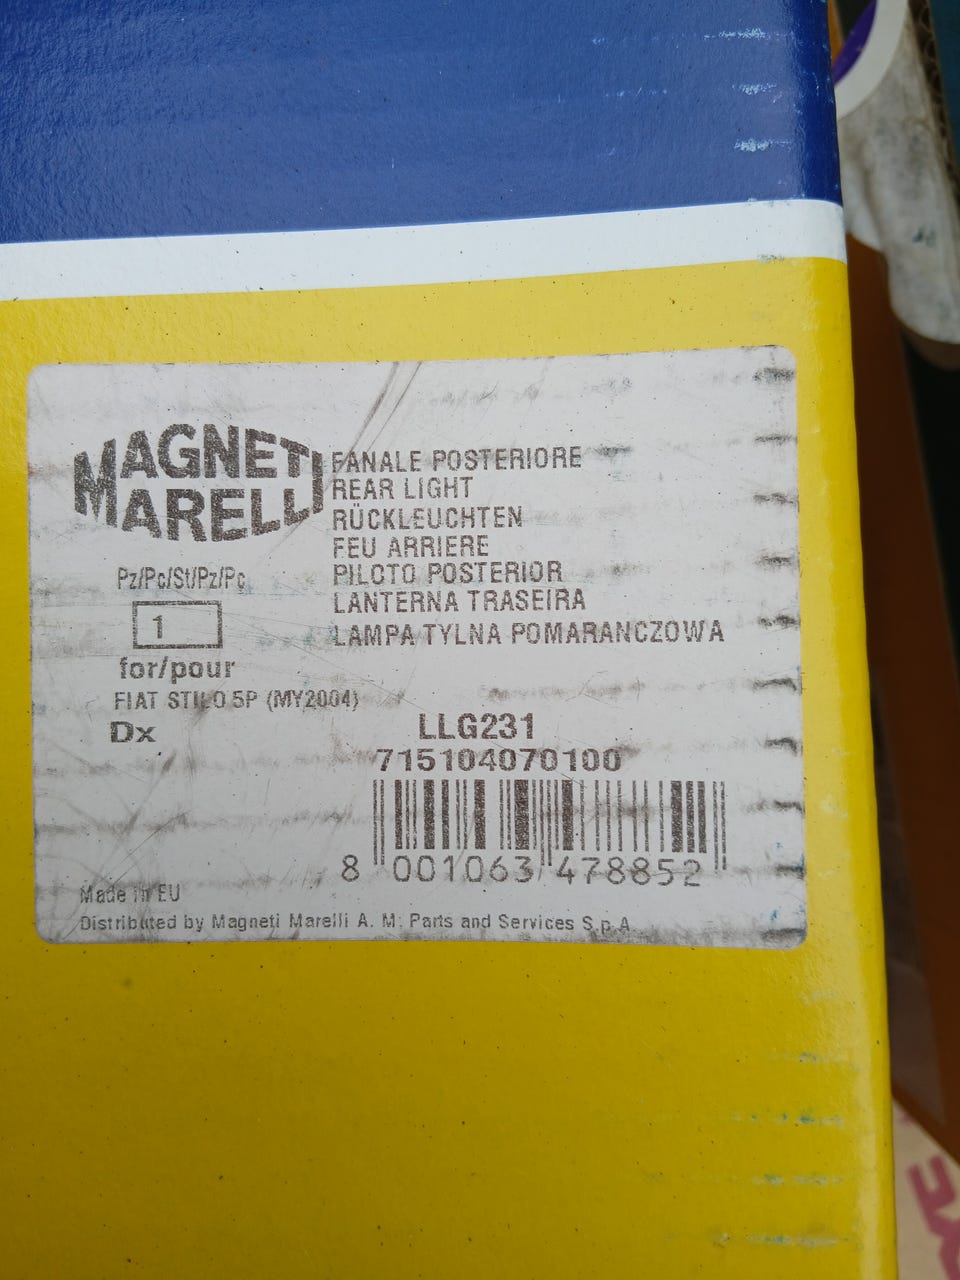 MAGNETI
MARELLI
FANALE POSTERIORE
REAR LIGHT
RÜCKLEUCHTEN
FEU ARRIERE
PILOTO POSTERIOR
LANTERNA TRASEIRA
LAMPA TYLNA POMARANCZOWA
Pz/Pc/St/Pz/Pc
1
for/pour
FIAT STILO 5P (MY2004)
Dx
LLG231
715104070100
8 001063 478852
Made in EU
Distributed by Magneti Marelli A. M. Parts and Services S.p.A.